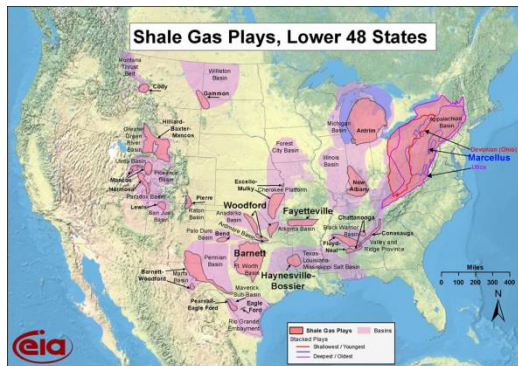 Shale Gas Plays, Lower 48 States
Montana
Thrust
Belt
Cody
Williston
Basin
Gammon
Hilliard-
Baxter-
Mancos
Greater
Green
River
Basin
Uinta Basin
Piceance
Basin
Mancos
Hermosa
Paradox Basin
Lewis
San Juan
Basin
Pierre
Raton
Basin
Anadarko
Basin
Palo Duro
Basin
Bend
Ardmore Basin
Woodford
Excello-
Mulky
Cherokee Platform
Forest
City Basin
Michigan
Basin
Antrim
Illinois
Basin
New
Albany
Appalachian
Basin
Devonian (Ohio)
Marcellus
Utica
Fayetteville
Arkoma Basin
Chattanooga
Black Warrior
Basin
Floyd-
Neal
Conasauga
Valley and
Ridge Province
Barnett
Ft. Worth
Basin
Permian
Basin
Barnett-
Woodford
Marfa
Basin
Haynesville-
Bossier
Texas-
Louisiana-
Mississippi Salt Basin
Maverick
Sub-Basin
Pearsall-
Eagle Ford
Eagle
Ford
Rio Grande
Embayment
Miles
0 100 200 300 400
N
eia
Shale Gas Plays
Basins
Stacked Plays
Shallowest / Youngest
Deepest / Oldest